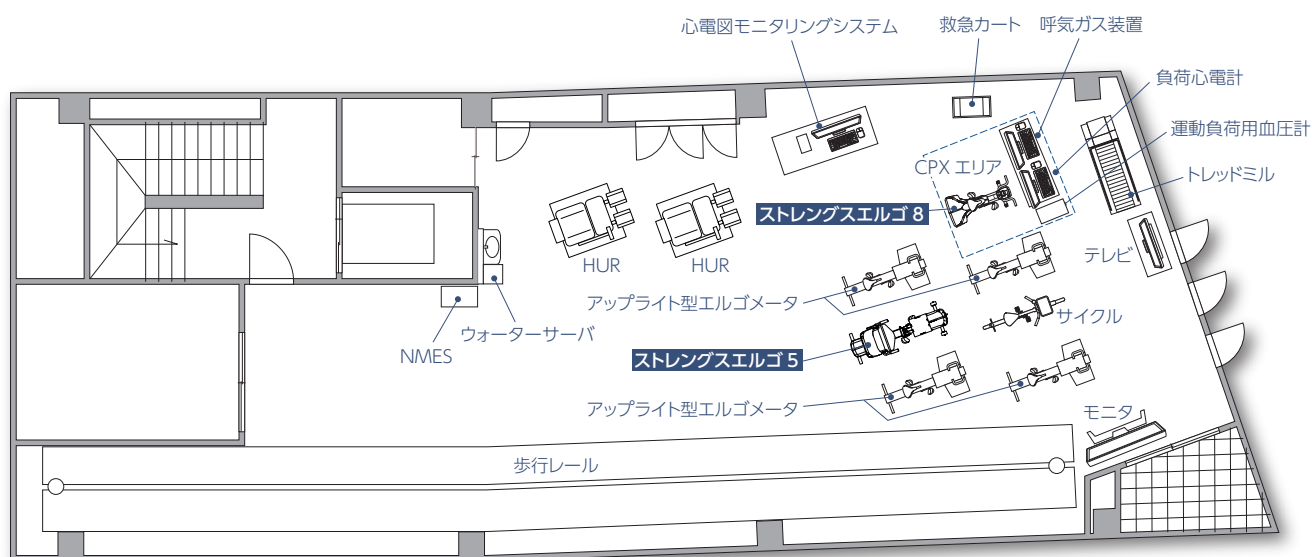 心電図モニタリングシステム
救急カート
呼気ガス装置
負荷心電計
運動負荷用血圧計
CPX エリア
トレッドミル
ストレングスエルゴ 8
テレビ
HUR
HUR
アップライト型エルゴメータ
サイクル
ウォーターサーバ
NMES
ストレングスエルゴ 5
アップライト型エルゴメータ
モニタ
歩行レール